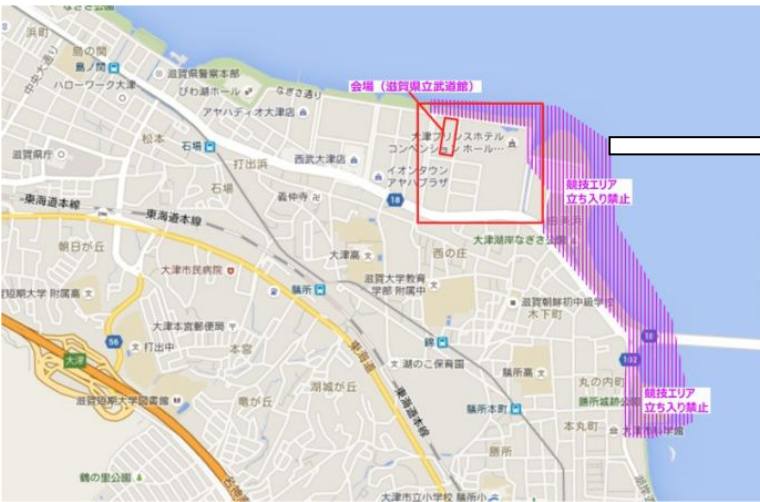 なぎさ公園
浜町
島の関
島ノ関
中央大通り
滋賀県警察本部
ハローワーク大津
びわ湖ホール
なぎさ通り
会場（滋賀県立武道館）
アヤハディオ大津店
松本
石場
打出浜
西武大津店
大津プリンスホテル
コンベンション ホール…
滋賀県庁
石場
イオンタウン
アヤハプラザ
競技エリア
立ち入り禁止
東海道本線
東海道本線
義仲寺
18
大津湖岸なぎさ公園
朝日が丘
大津高
西の庄
大津市民病院
膳所
滋賀大学教育
学部 附属中
滋賀朝鮮初中級学校
木下町
滋賀短期大学 附属高
大津本宮郵便局
56
打出中
本宮
東海道
錦
湖のこ保育園
18
102
大津
膳所高
丸の内町
膳所城跡公園
競技エリア
立ち入り禁止
滋賀短期大学図書館
竜が丘
湖城が丘
東海道本線
膳所本町
本丸町
膳所
鶴の里公園
名神
大津市立小学校 膳所小